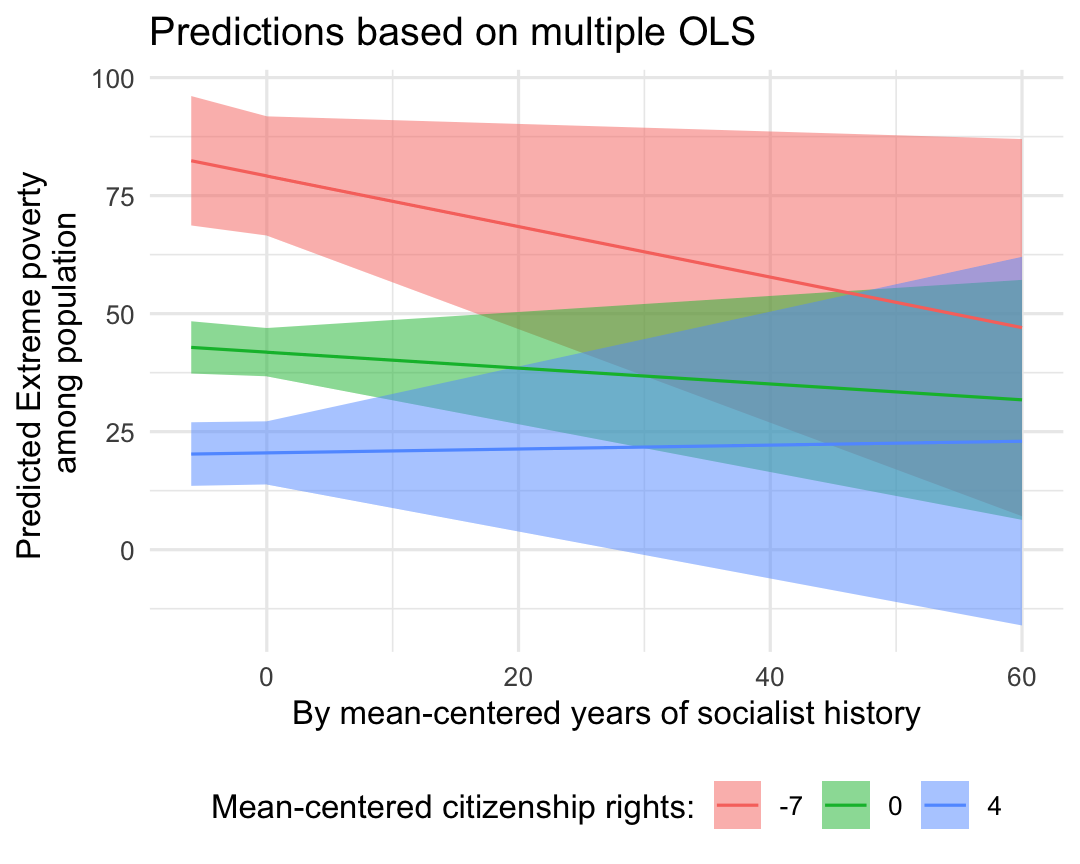 Predictions based on multiple OLS
Predicted Extreme poverty
among population
100
75
50
25
0
0 20 40 60
By mean-centered years of socialist history
Mean-centered citizenship rights: -7 0 4